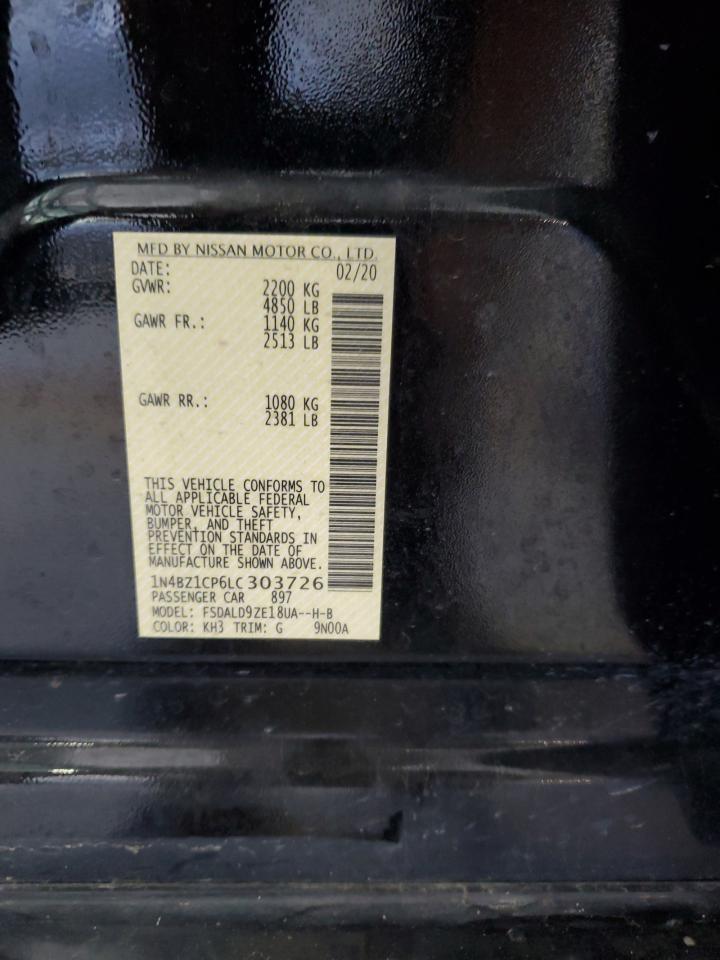 MFD BY NISSAN MOTOR CO., LTD.
DATE: 02/20
GVWR: 2200 KG
4850 LB
GAWR FR.: 1140 KG
2513 LB
GAWR RR.: 1080 KG
2381 LB
THIS VEHICLE CONFORMS TO
ALL APPLICABLE FEDERAL
MOTOR VEHICLE SAFETY,
BUMPER, AND THEFT
PREVENTION STANDARDS IN
EFFECT ON THE DATE OF
MANUFACTURE SHOWN ABOVE.
1N4BZ1CP6LC303726
PASSENGER CAR 897
MODEL: FSDALD9ZE18UA--H-B
COLOR: KH3 TRIM: G 9N00A